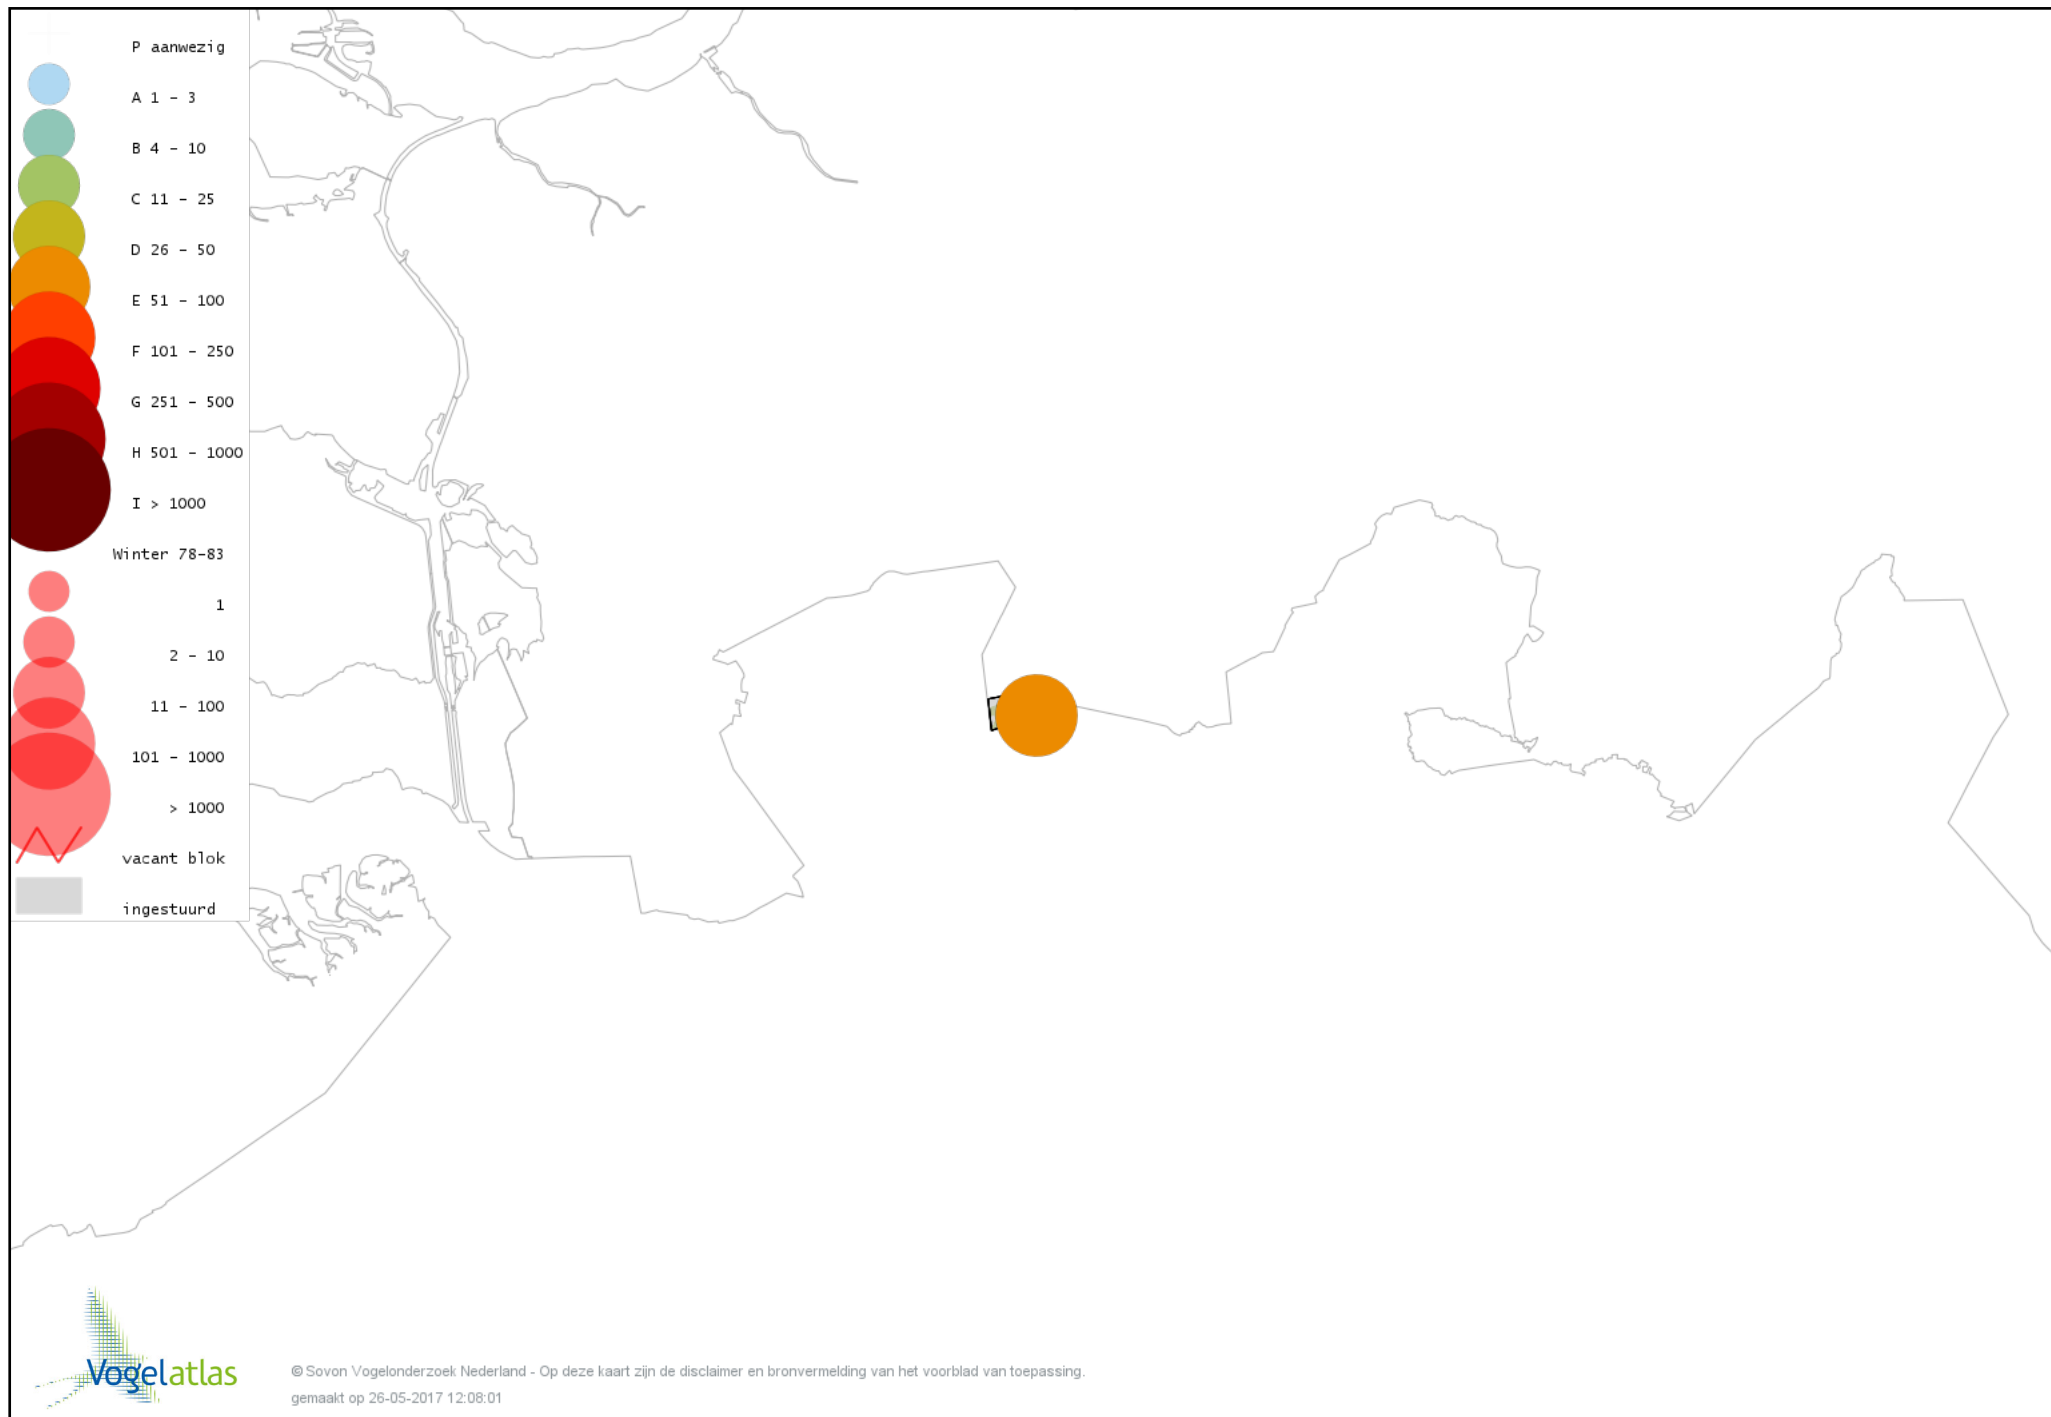 P aanwezig
A 1 - 3
B 4 - 10
C 11 - 25
D 26 - 50
E 51 - 100
F 101 - 250
G 251 - 500
H 501 - 1000
I > 1000
Winter 78-83
1
2 - 10
11 - 100
101 - 1000
> 1000
vacant blok
ingestuurd
Vogelatlas
© Sovon Vogelonderzoek Nederland - Op deze kaart zijn de disclaimer en bronvermelding van het voorblad van toepassing.
gemaakt op 26-05-2017 12:08:01